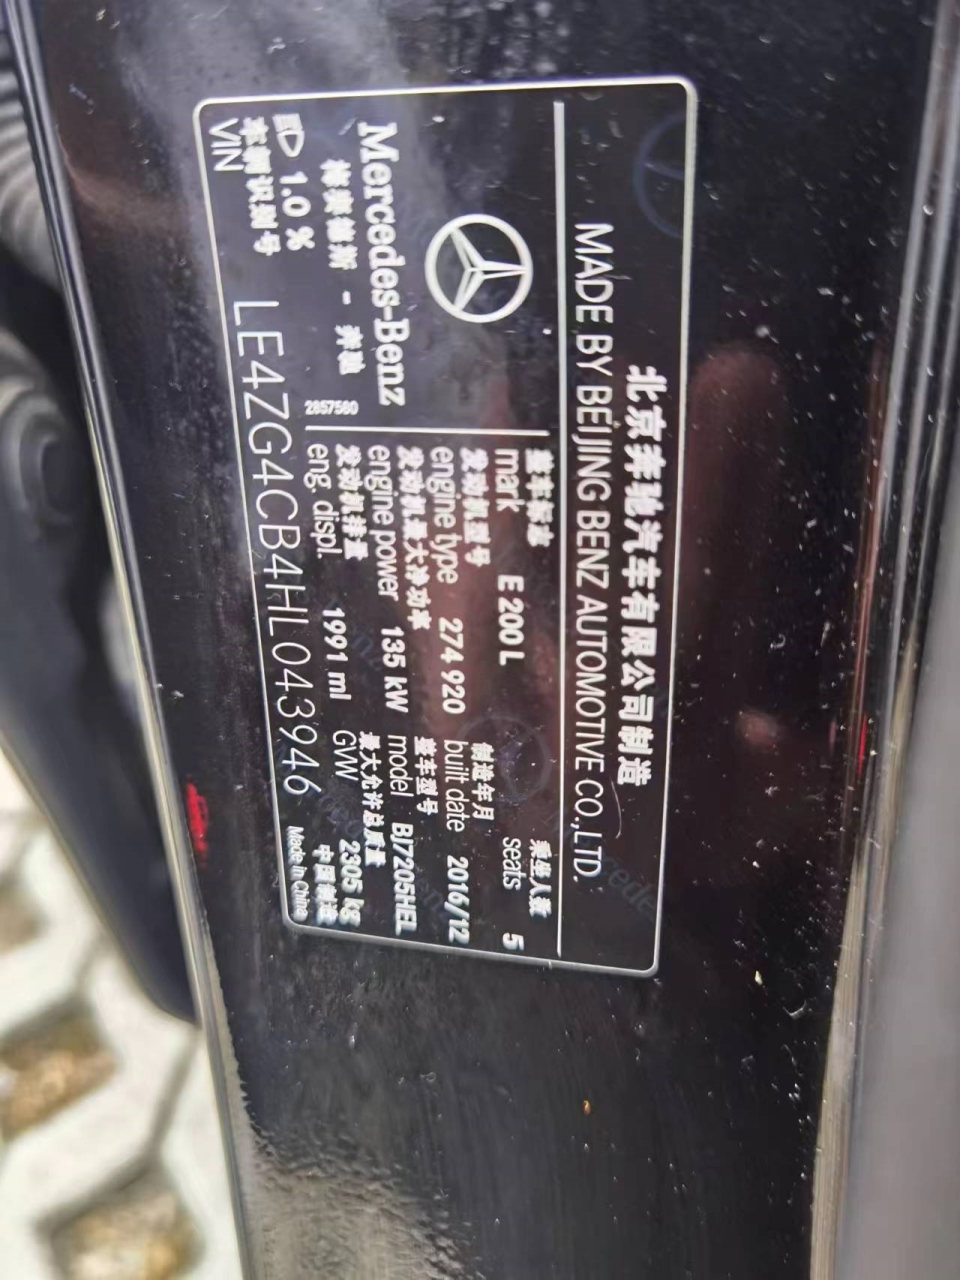 北京奔驰汽车有限公司制造
MADE BY BEIJING BENZ AUTOMOTIVE CO.,LTD.
Mercedes-Benz
梅赛德斯 - 奔驰
2857560
整车标志
mark E 200 L
乘坐人数
seats 5
发动机型号
engine type 274 920
制造年月
built date 2016/12
发动机最大净功率
engine power 135 kW
整车型号
model BJ7205HEL
发动机排量
eng. displ. 1991 ml
最大允许总质量
GVW 2305 kg
1.0 %
车辆识别号
VIN LE4ZG4CB4HL043946
中国制造
Made in China